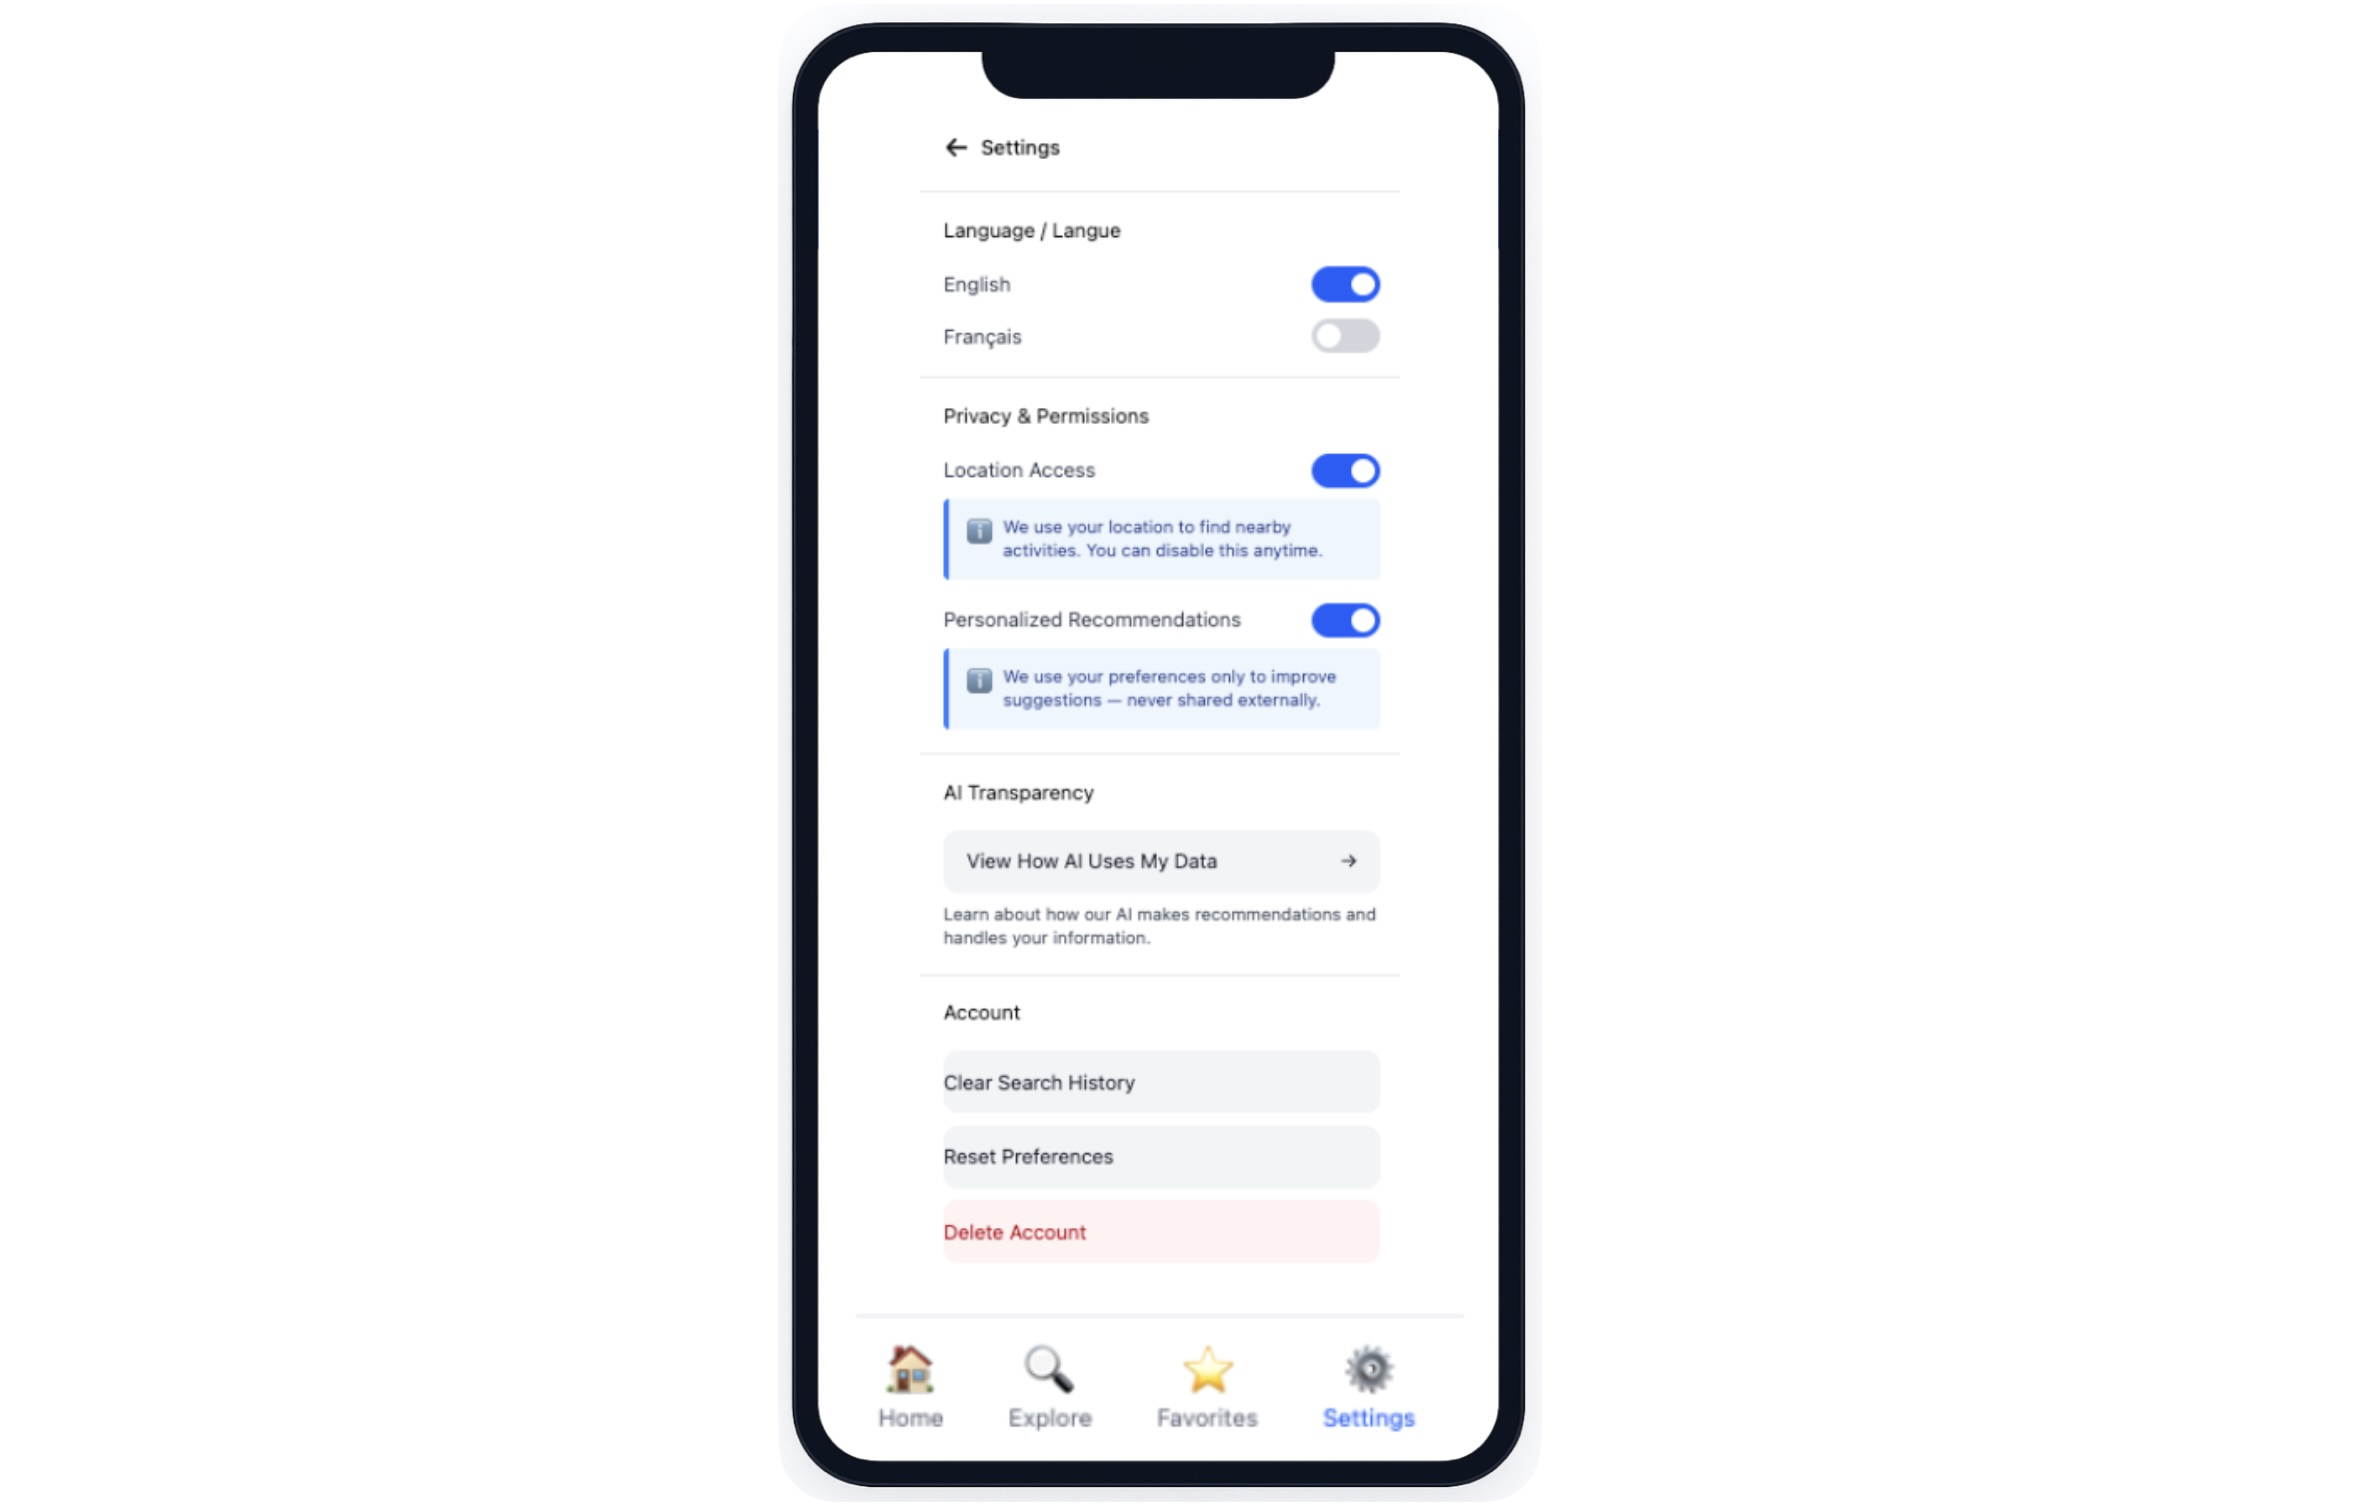 ← Settings
Language / Langue
English
Français
Privacy & Permissions
Location Access
We use your location to find nearby
activities. You can disable this anytime.
Personalized Recommendations
We use your preferences only to improve
suggestions — never shared externally.
AI Transparency
View How AI Uses My Data →
Learn about how our AI makes recommendations and
handles your information.
Account
Clear Search History
Reset Preferences
Delete Account
Home Explore Favorites Settings